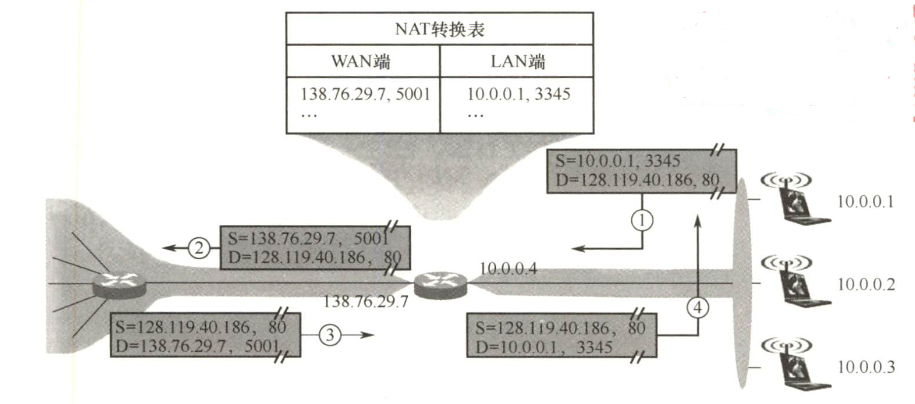 NAT转换表
WAN端
LAN端
138.76.29.7, 5001
10.0.0.1, 3345
…
…
S=10.0.0.1, 3345
D=128.119.40.186, 80
①
10.0.0.1
②
S=138.76.29.7, 5001
D=128.119.40.186, 80
10.0.0.4
10.0.0.2
138.76.29.7
S=128.119.40.186, 80
D=138.76.29.7, 5001
③
S=128.119.40.186, 80
D=10.0.0.1, 3345
④
10.0.0.3